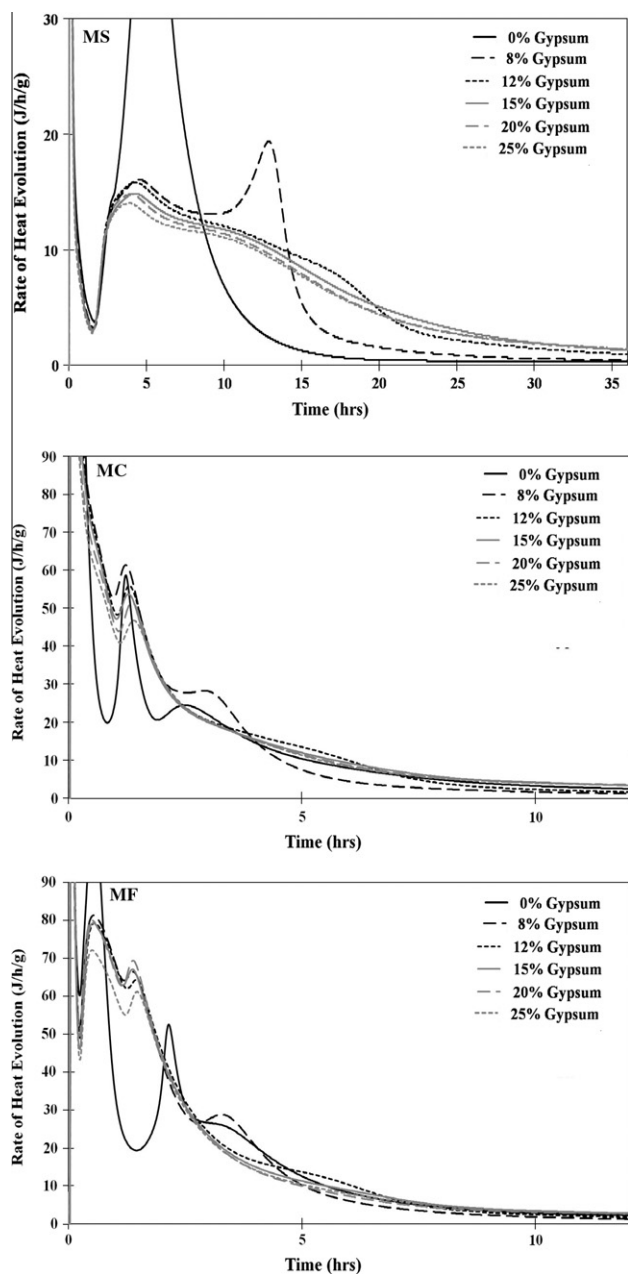 MS
0% Gypsum
8% Gypsum
12% Gypsum
15% Gypsum
20% Gypsum
25% Gypsum
Rate of Heat Evolution (J/h/g)
30
20
10
0
0 5 10 15 20 25 30 35
Time (hrs)
MC
0% Gypsum
8% Gypsum
12% Gypsum
15% Gypsum
20% Gypsum
25% Gypsum
Rate of Heat Evolution (J/h/g)
90
80
70
60
50
40
30
20
10
0
0 5 10
Time (hrs)
MF
0% Gypsum
8% Gypsum
12% Gypsum
15% Gypsum
20% Gypsum
25% Gypsum
Rate of Heat Evolution (J/h/g)
90
80
70
60
50
40
30
20
10
0
0 5 10
Time (hrs)